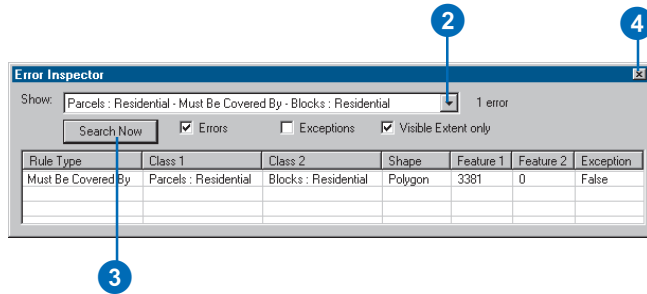 2
4
Error Inspector
Show: Parcels : Residential - Must Be Covered By - Blocks : Residential 1 error
Search Now Errors Exceptions Visible Extent only
Rule Type Class 1 Class 2 Shape Feature 1 Feature 2 Exception
Must Be Covered By Parcels : Residential Blocks : Residential Polygon 3381 0 False
3